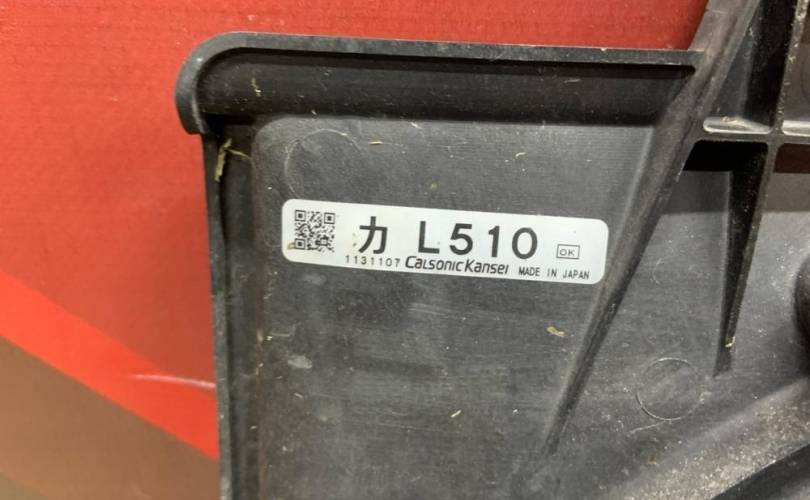 カ L510 OK
1131107 CalsonicKansei MADE IN JAPAN